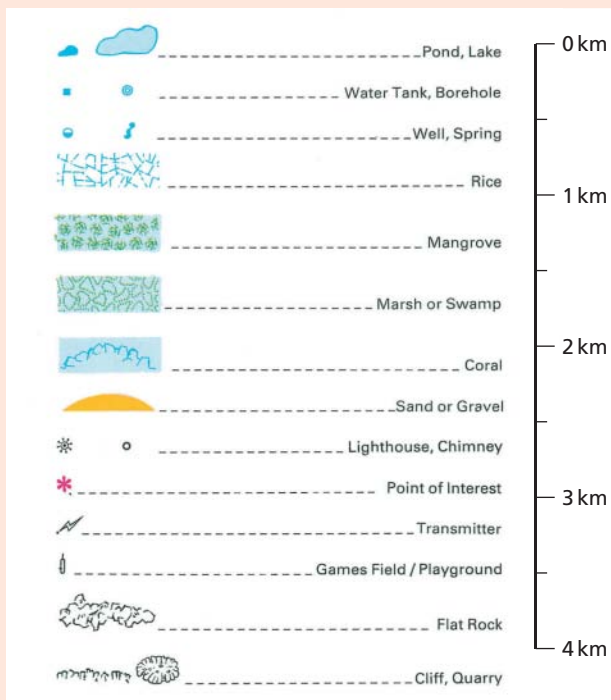 Pond, Lake
Water Tank, Borehole
Well, Spring
Rice
Mangrove
Marsh or Swamp
Coral
Sand or Gravel
Lighthouse, Chimney
Point of Interest
Transmitter
Games Field / Playground
Flat Rock
Cliff, Quarry
0 km
1 km
2 km
3 km
4 km